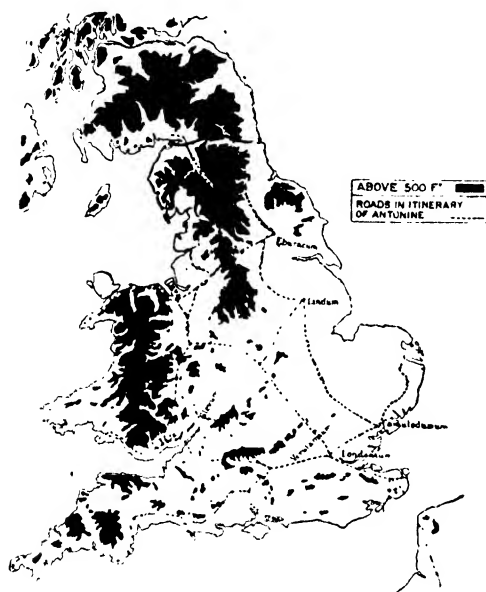 ABOVE 500 FT
ROADS IN ITINERARY
OF ANTONINE
Eburacum
Lindum
Camulodunum
Londinium